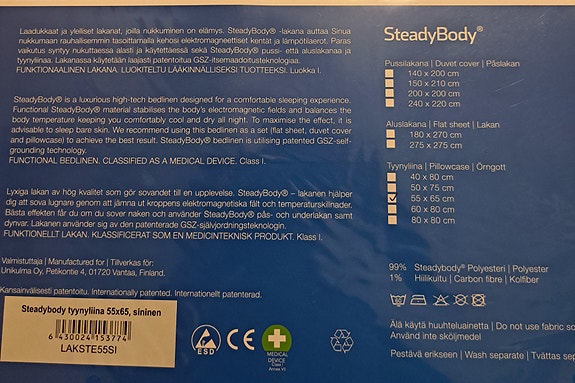 Laadukkaat ja ylelliset lakanat, joilla nukkuminen on elämys. SteadyBody® -lakana auttaa Sinua
nukkumaan rauhallisemmin tasoittamalla kehosi elektromagneettiset kentät ja lämpötilaerot. Paras
vaikutus syntyy nukuttaessa alasti ja käytettäessä sekä SteadyBody® pussi- että aluslakanaa ja
tyynyliinaa. Lakanassa käytetään laajasti patentoitua GSZ-itsemaadoitusteknologiaa.
FUNKTIONAALINEN LAKANA. LUOKITELTU LÄÄKINNÄLLISEKSI TUOTTEEKSI. Luokka I.
SteadyBody® is a luxurious high-tech bedlinen designed for a comfortable sleeping experience.
Functional SteadyBody® material stabilises the body's electromagnetic fields and balances the
body temperature keeping you comfortably cool and dry all night. To maximise the effect, it is
advisable to sleep bare skin. We recommend using this bedlinen as a set (flat sheet, duvet cover
and pillowcase) to achieve the best result. SteadyBody® bedlinen is utilising patented GSZ-self-
grounding technology.
FUNCTIONAL BEDLINEN. CLASSIFIED AS A MEDICAL DEVICE. Class I.
Lyxiga lakan av hög kvalitet som gör sovandet till en upplevelse. SteadyBody® – lakanen hjälper
dig att sova lugnare genom att jämna ut kroppens elektromagnetiska fält och temperaturskillnader.
Bästa effekten får du om du sover naken och använder SteadyBody® pås- och underlakan samt
dynvar. Lakanen använder sig av den patenterade GSZ-självjordningsteknologin.
FUNKTIONELLT LAKAN. KLASSIFICERAT SOM EN MEDICINTEKNISK PRODUKT. Klass I.
Valmistuttaja | Manufactured for | Tillverkas för:
Unikulma Oy, Petikontie 4, 01720 Vantaa, Finland.
Kansainvälisesti patentoitu. Internationally patented. Internationellt patenterad.
Steadybody tyynyliina 55x65, sininen
6 430024 153774
LAKSTE55SI
ESD
CE
MEDICAL
DEVICE
Class I
Annex VII
SteadyBody®
Pussilakana | Duvet cover | Påslakan
140 x 200 cm
150 x 210 cm
200 x 200 cm
240 x 220 cm
Aluslakana | Flat sheet | Lakan
180 x 270 cm
275 x 275 cm
Tyynyliina | Pillowcase | Örngott
40 x 80 cm
50 x 75 cm
55 x 65 cm
60 x 80 cm
80 x 80 cm
99% Steadybody® Polyesteri | Polyester
1% Hiilikuitu | Carbon fibre | Kolfiber
Älä käytä huuhteluainetta | Do not use fabric so
Använd inte sköljmedel
Pestävä erikseen | Wash separate | Tvättas sep